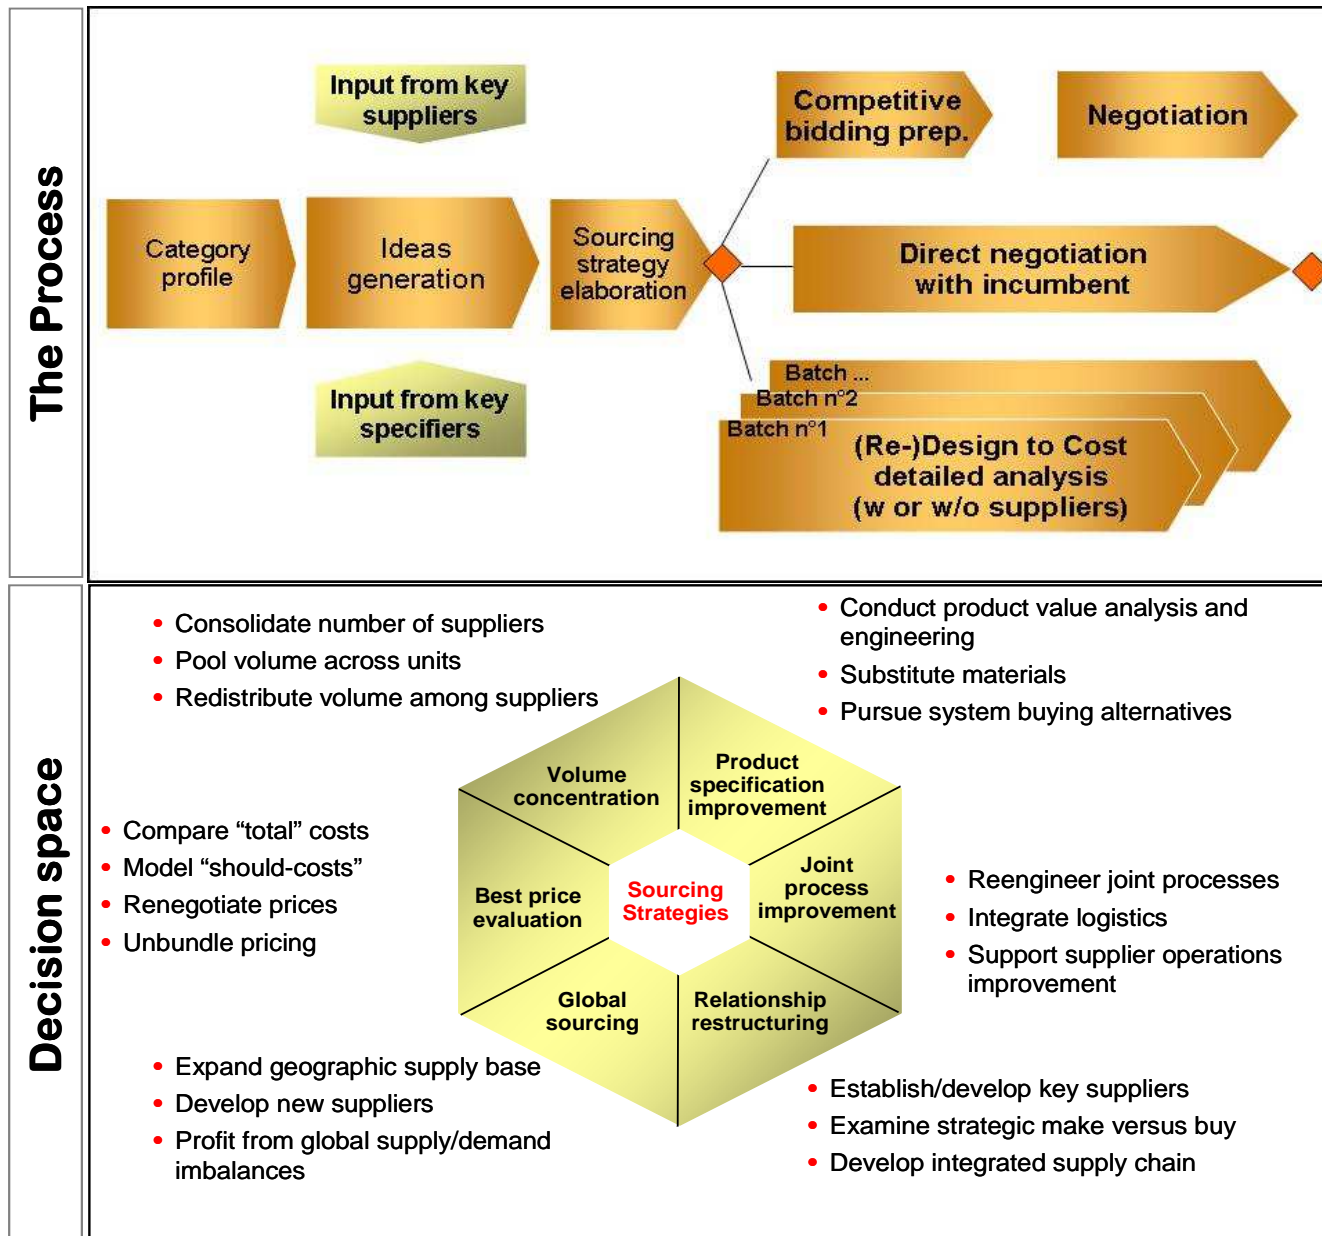 The Process
Input from key
suppliers
Competitive
bidding prep.
Negotiation
Category
profile
Ideas
generation
Sourcing
strategy
elaboration
Direct negotiation
with incumbent
Input from key
specifiers
Batch ...
Batch n°2
Batch n°1
(Re-)Design to Cost
detailed analysis
(w or w/o suppliers)
Decision space
• Consolidate number of suppliers
• Pool volume across units
• Redistribute volume among suppliers
• Conduct product value analysis and
engineering
• Substitute materials
• Pursue system buying alternatives
Volume
concentration
Product
specification
improvement
• Compare “total” costs
• Model “should-costs”
• Renegotiate prices
• Unbundle pricing
Best price
evaluation
Sourcing
Strategies
Joint
process
improvement
• Reengineer joint processes
• Integrate logistics
• Support supplier operations
improvement
Global
sourcing
Relationship
restructuring
• Expand geographic supply base
• Develop new suppliers
• Profit from global supply/demand
imbalances
• Establish/develop key suppliers
• Examine strategic make versus buy
• Develop integrated supply chain